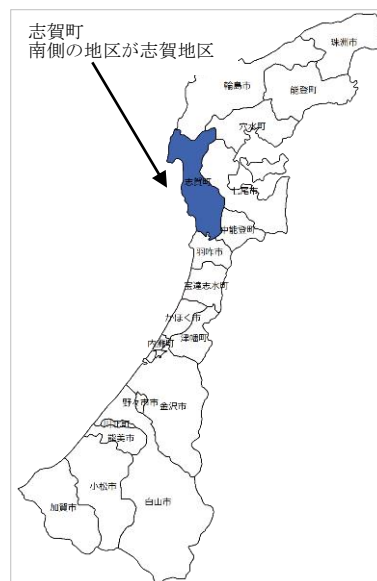 志賀町
南側の地区が志賀地区
珠洲市
輪島市
能登町
穴水町
志賀町
七尾市
中能登町
羽咋市
宝達志水町
かほく市
内灘町
津幡町
野々市市
金沢市
川北町
能美市
小松市
加賀市
白山市